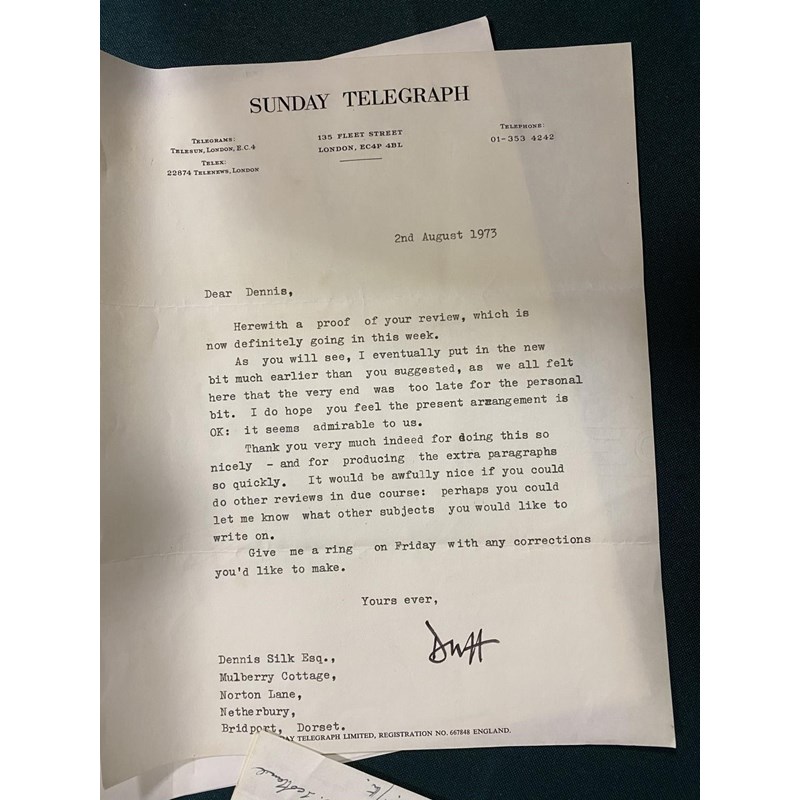 SUNDAY TELEGRAPH
TELEGRAMS:
TELESUN, LONDON, E.C.4
TELEX:
22874 TELENEWS, LONDON
135 FLEET STREET
LONDON, EC4P 4BL
TELEPHONE:
01-353 4242
2nd August 1973
Dear Dennis,
Herewith a proof of your review, which is
now definitely going in this week.
As you will see, I eventually put in the new
bit much earlier than you suggested, as we all felt
here that the very end was too late for the personal
bit. I do hope you feel the present arrangement is
OK: it seems admirable to us.
Thank you very much indeed for doing this so
nicely - and for producing the extra paragraphs
so quickly. It would be awfully nice if you could
do other reviews in due course: perhaps you could
let me know what other subjects you would like to
write on.
Give me a ring on Friday with any corrections
you'd like to make.
Yours ever,
Dennis Silk Esq.,
Mulberry Cottage,
Norton Lane,
Netherbury,
Bridport, Dorset.
TELEGRAPH LIMITED, REGISTRATION NO. 667848 ENGLAND.
Scotland